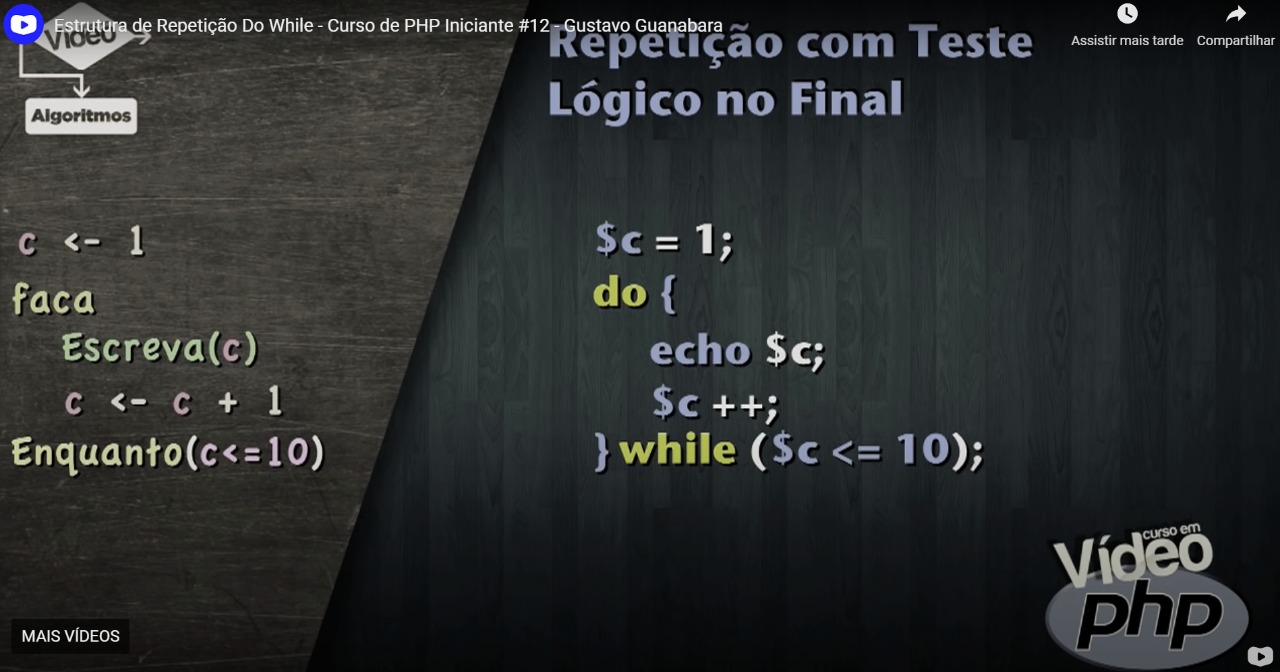 Estrutura de Repetição Do While - Curso de PHP Iniciante #12 - Gustavo Guanabara
Assistir mais tarde
Compartilhar
Vídeo
Algoritmos
Repetição com Teste
Lógico no Final
c <- 1
faca
Escreva(c)
c <- c + 1
Enquanto(c<=10)
$c = 1;
do {
echo $c;
$c ++;
} while ($c <= 10);
curso em
Vídeo
php
MAIS VÍDEOS